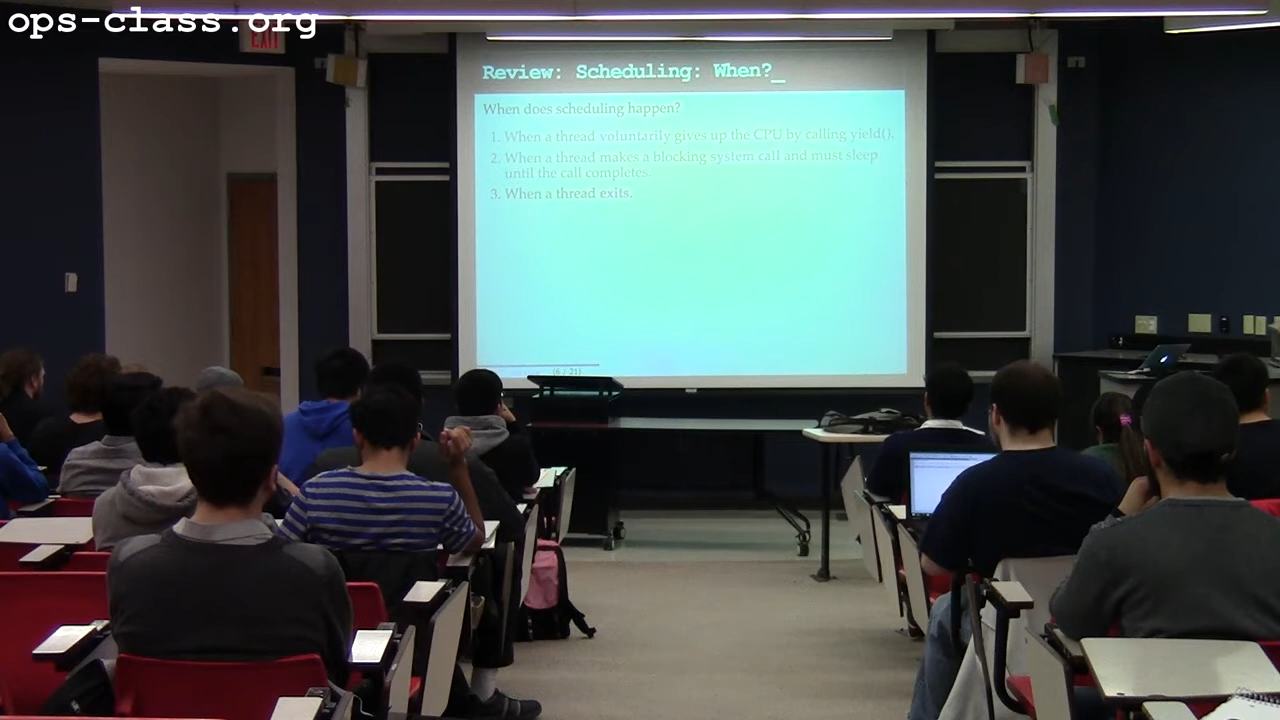 ops-class.org
EXIT
Review: Scheduling: When?_
When does scheduling happen?
1. When a thread voluntarily gives up the CPU by calling yield().
2. When a thread makes a blocking system call and must sleep
until the call completes.
3. When a thread exits.
(6 / 21)